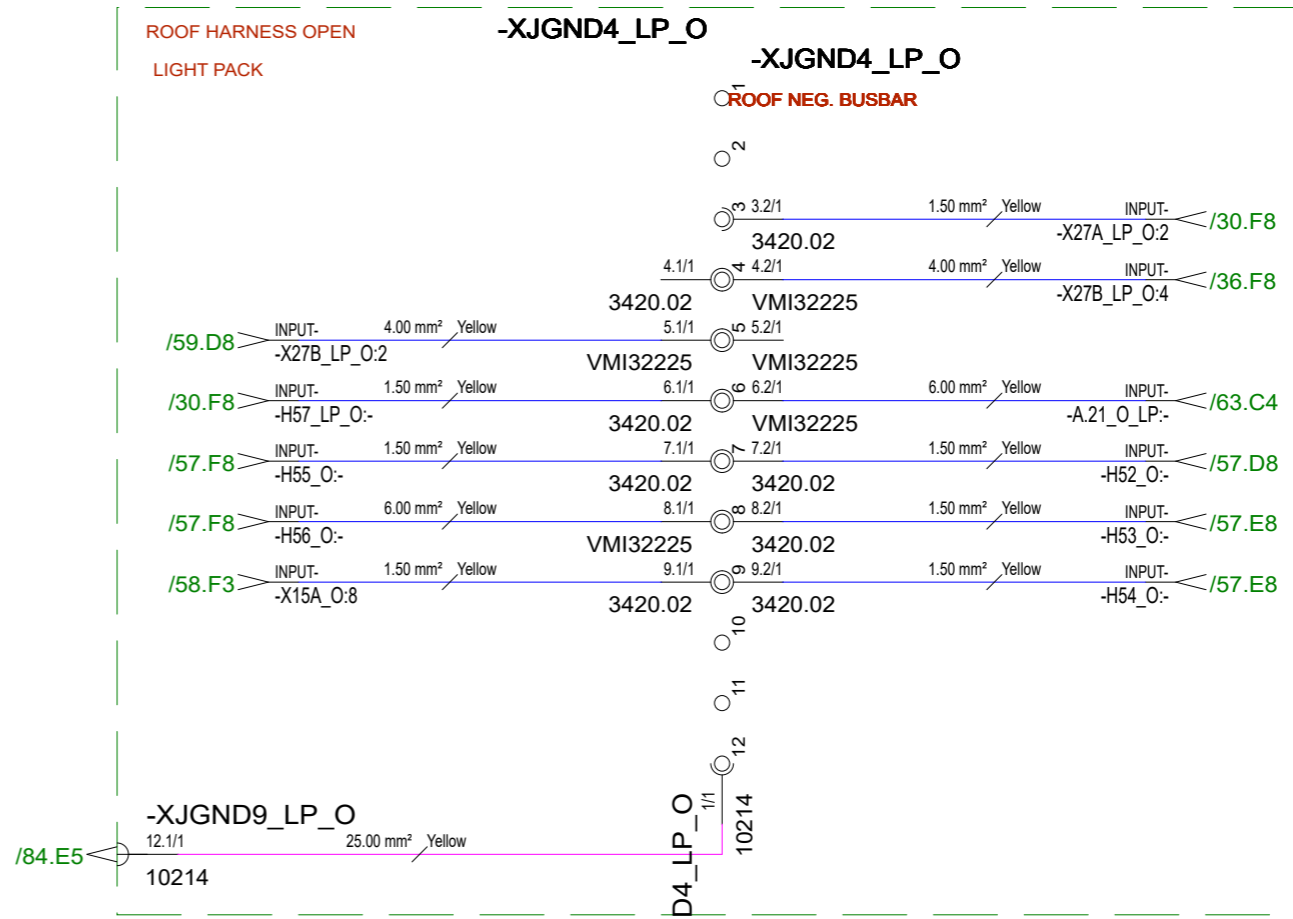 ROOF HARNESS OPEN
LIGHT PACK
-XJGND4_LP_O
-XJGND4_LP_O
1
ROOF NEG. BUSBAR
2
3 3.2/1 1.50 mm² Yellow INPUT- /30.F8
3420.02 -X27A_LP_O:2
4.1/1 4 4.2/1 4.00 mm² Yellow INPUT- /36.F8
3420.02 VMI32225 -X27B_LP_O:4
/59.D8 INPUT- 4.00 mm² Yellow 5.1/1 5 5.2/1
-X27B_LP_O:2 VMI32225 VMI32225
/30.F8 INPUT- 1.50 mm² Yellow 6.1/1 6 6.2/1 6.00 mm² Yellow INPUT- /63.C4
-H57_LP_O:- 3420.02 VMI32225 -A.21_O_LP:-
/57.F8 INPUT- 1.50 mm² Yellow 7.1/1 7 7.2/1 1.50 mm² Yellow INPUT- /57.D8
-H55_O:- 3420.02 3420.02 -H52_O:-
/57.F8 INPUT- 6.00 mm² Yellow 8.1/1 8 8.2/1 1.50 mm² Yellow INPUT- /57.E8
-H56_O:- VMI32225 3420.02 -H53_O:-
/58.F3 INPUT- 1.50 mm² Yellow 9.1/1 9 9.2/1 1.50 mm² Yellow INPUT- /57.E8
-X15A_O:8 3420.02 3420.02 -H54_O:-
10
11
12
-XJGND9_LP_O
D4_LP_O 1/1 10214
/84.E5 12.1/1 25.00 mm² Yellow
10214